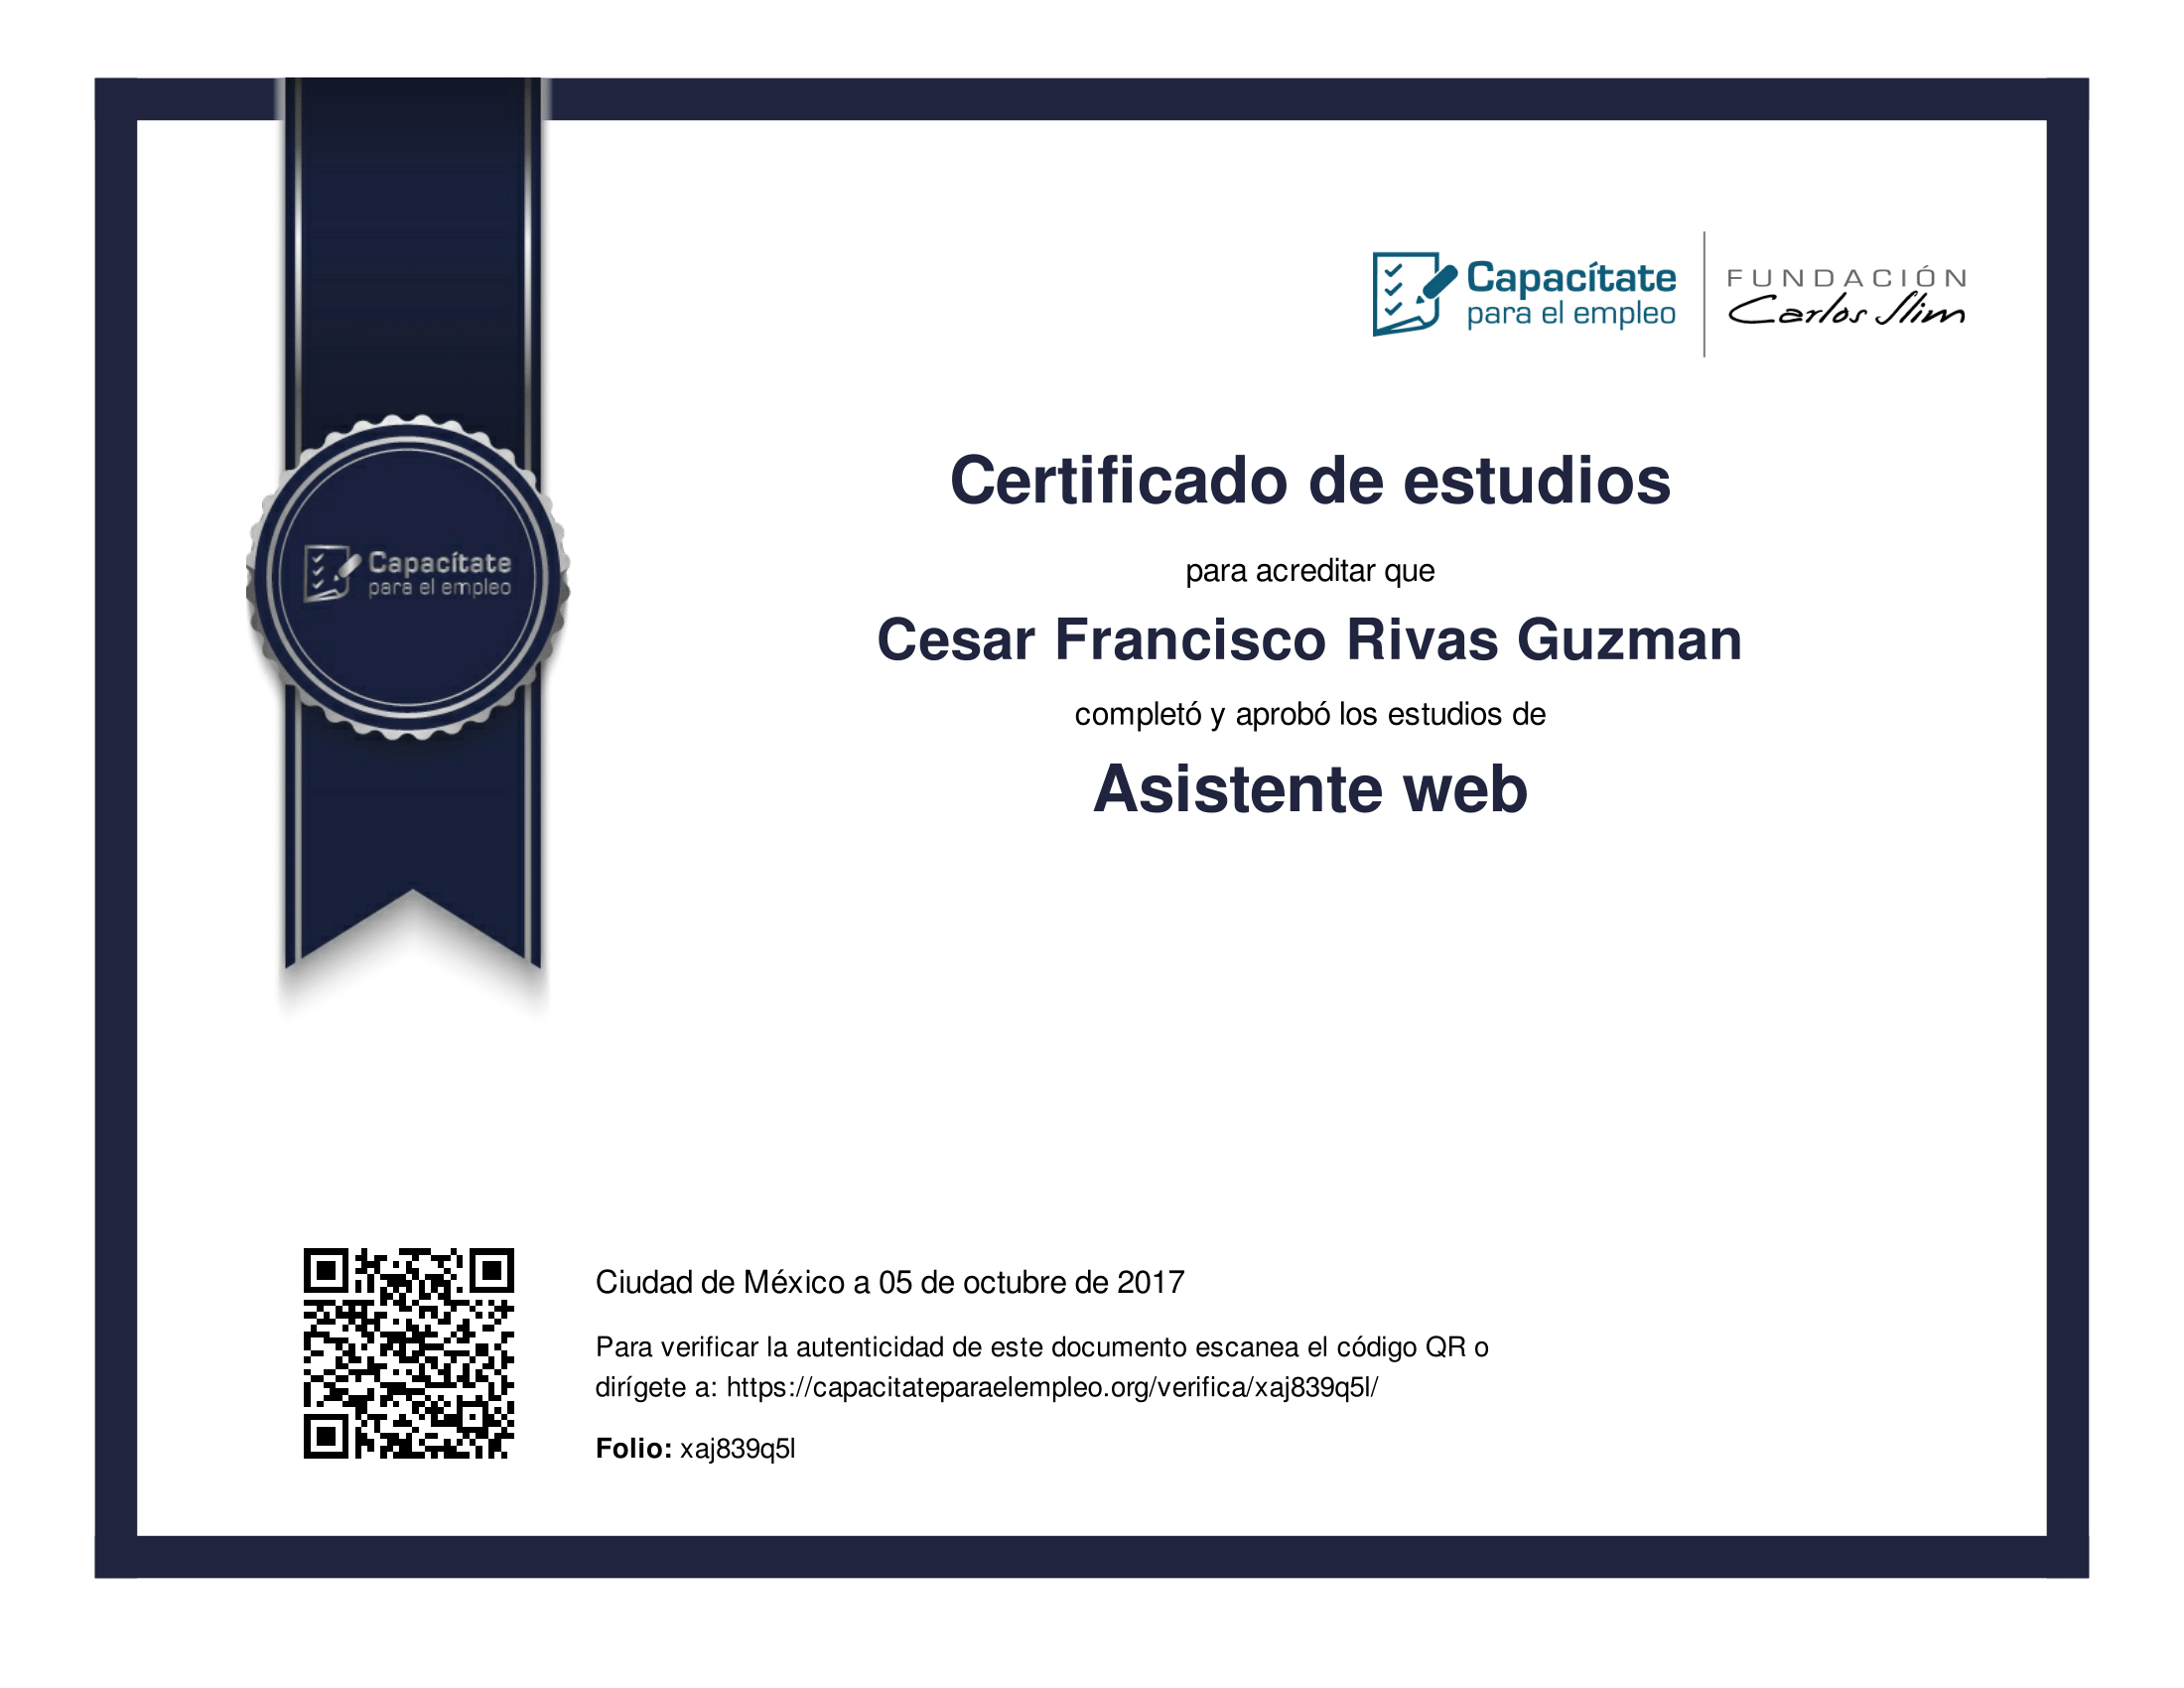 Capacítate
para el empleo
FUNDACIÓN
Carlos Slim
Certificado de estudios
para acreditar que
Cesar Francisco Rivas Guzman
completó y aprobó los estudios de
Asistente web
Capacítate
para el empleo
Ciudad de México a 05 de octubre de 2017
Para verificar la autenticidad de este documento escanea el código QR o
dirígete a: https://capacitateparaelempleo.org/verifica/xaj839q5l/
Folio: xaj839q5l